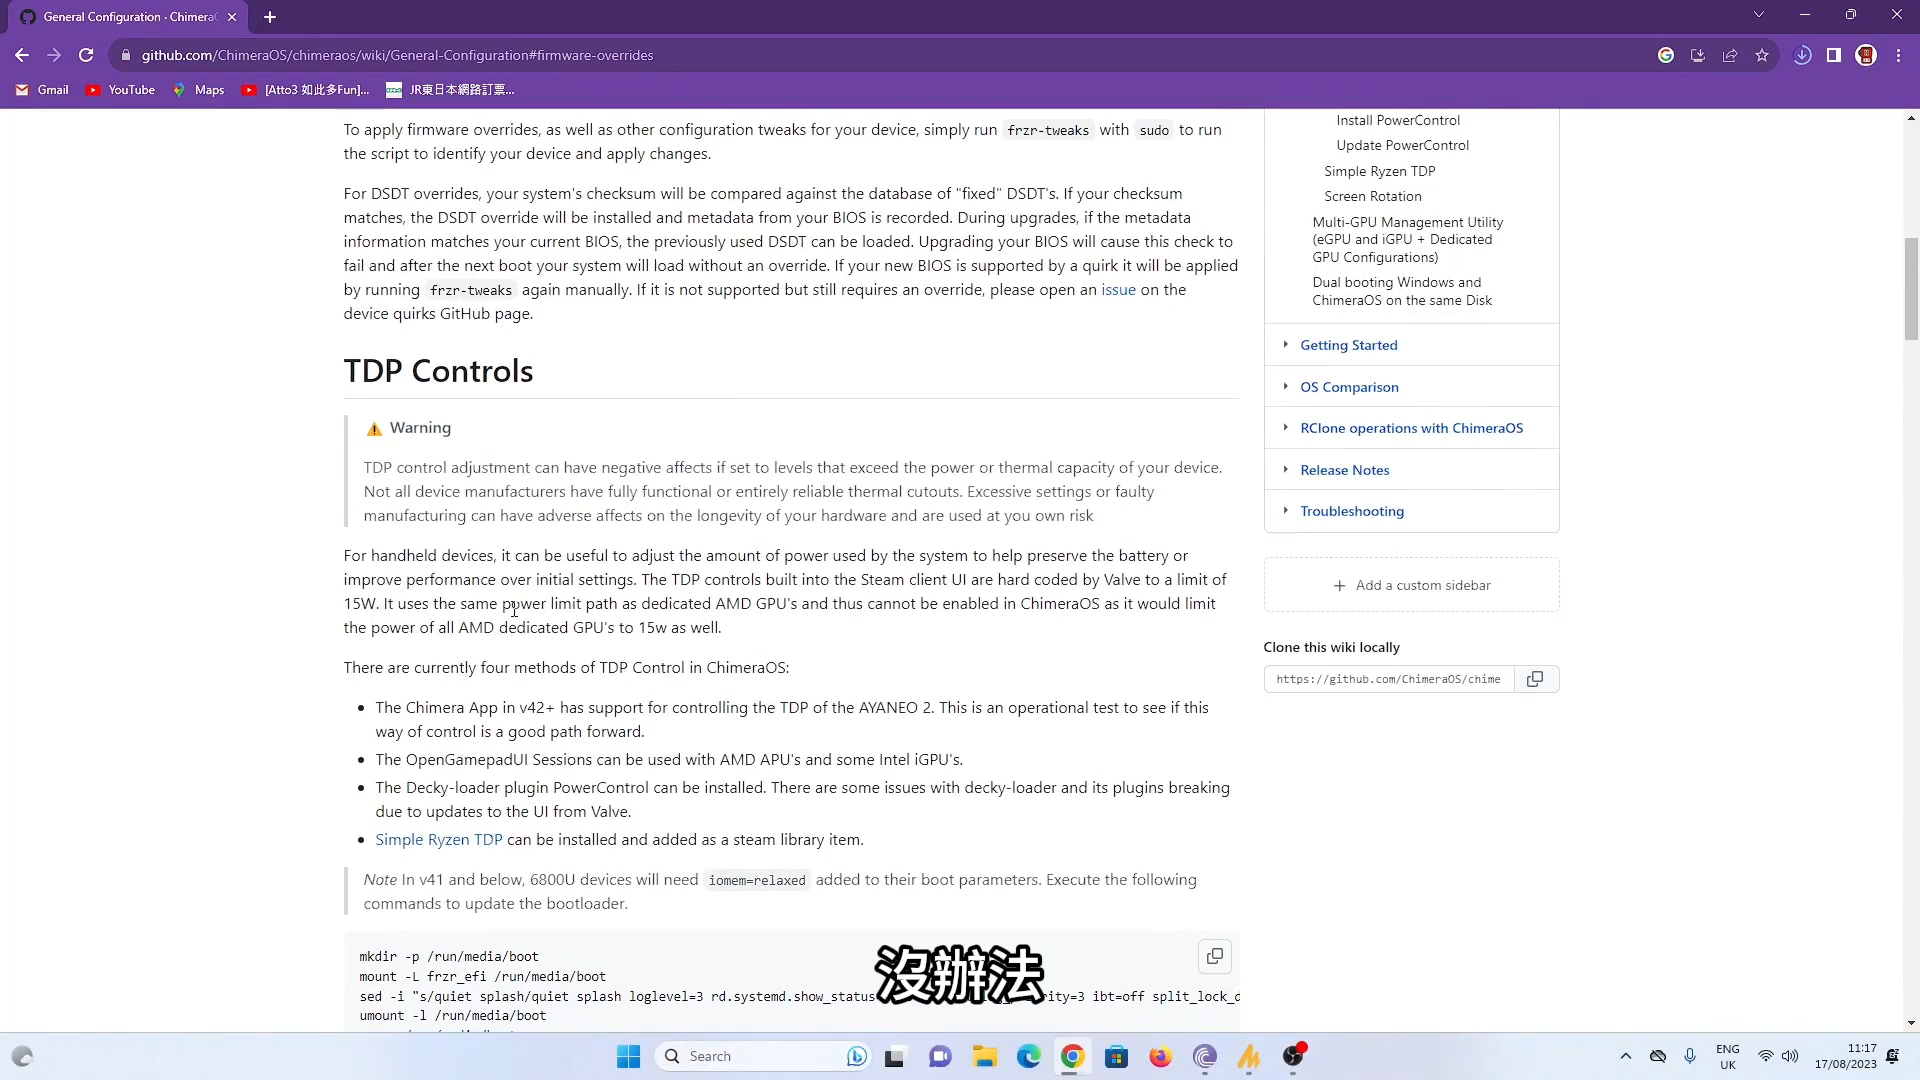 General Configuration · Chimera
github.com/ChimeraOS/chimeraos/wiki/General-Configuration#firmware-overrides
Gmail
YouTube
Maps
[Atto3 如此多Fun]...
JR東日本網路訂票...
To apply firmware overrides, as well as other configuration tweaks for your device, simply run frzr-tweaks with sudo to run
the script to identify your device and apply changes.
For DSDT overrides, your system's checksum will be compared against the database of "fixed" DSDT's. If your checksum
matches, the DSDT override will be installed and metadata from your BIOS is recorded. During upgrades, if the metadata
information matches your current BIOS, the previously used DSDT can be loaded. Upgrading your BIOS will cause this check to
fail and after the next boot your system will load without an override. If your new BIOS is supported by a quirk it will be applied
by running frzr-tweaks again manually. If it is not supported but still requires an override, please open an issue on the
device quirks GitHub page.
TDP Controls
Warning
TDP control adjustment can have negative affects if set to levels that exceed the power or thermal capacity of your device.
Not all device manufacturers have fully functional or entirely reliable thermal cutouts. Excessive settings or faulty
manufacturing can have adverse affects on the longevity of your hardware and are used at you own risk
For handheld devices, it can be useful to adjust the amount of power used by the system to help preserve the battery or
improve performance over initial settings. The TDP controls built into the Steam client UI are hard coded by Valve to a limit of
15W. It uses the same power limit path as dedicated AMD GPU's and thus cannot be enabled in ChimeraOS as it would limit
the power of all AMD dedicated GPU's to 15w as well.
There are currently four methods of TDP Control in ChimeraOS:
• The Chimera App in v42+ has support for controlling the TDP of the AYANEO 2. This is an operational test to see if this
way of control is a good path forward.
• The OpenGamepadUI Sessions can be used with AMD APU's and some Intel iGPU's.
• The Decky-loader plugin PowerControl can be installed. There are some issues with decky-loader and its plugins breaking
due to updates to the UI from Valve.
• Simple Ryzen TDP can be installed and added as a steam library item.
Note In v41 and below, 6800U devices will need iomem=relaxed added to their boot parameters. Execute the following
commands to update the bootloader.
mkdir -p /run/media/boot
mount -L frzr_efi /run/media/boot
sed -i "s/quiet splash/quiet splash loglevel=3 rd.systemd.show_status ity=3 ibt=off split_lock_d
umount -l /run/media/boot
沒辦法
Install PowerControl
Update PowerControl
Simple Ryzen TDP
Screen Rotation
Multi-GPU Management Utility
(eGPU and iGPU + Dedicated
GPU Configurations)
Dual booting Windows and
ChimeraOS on the same Disk
Getting Started
OS Comparison
RClone operations with ChimeraOS
Release Notes
Troubleshooting
+ Add a custom sidebar
Clone this wiki locally
https://github.com/ChimeraOS/chime
Search
ENG
UK
11:17
17/08/2023